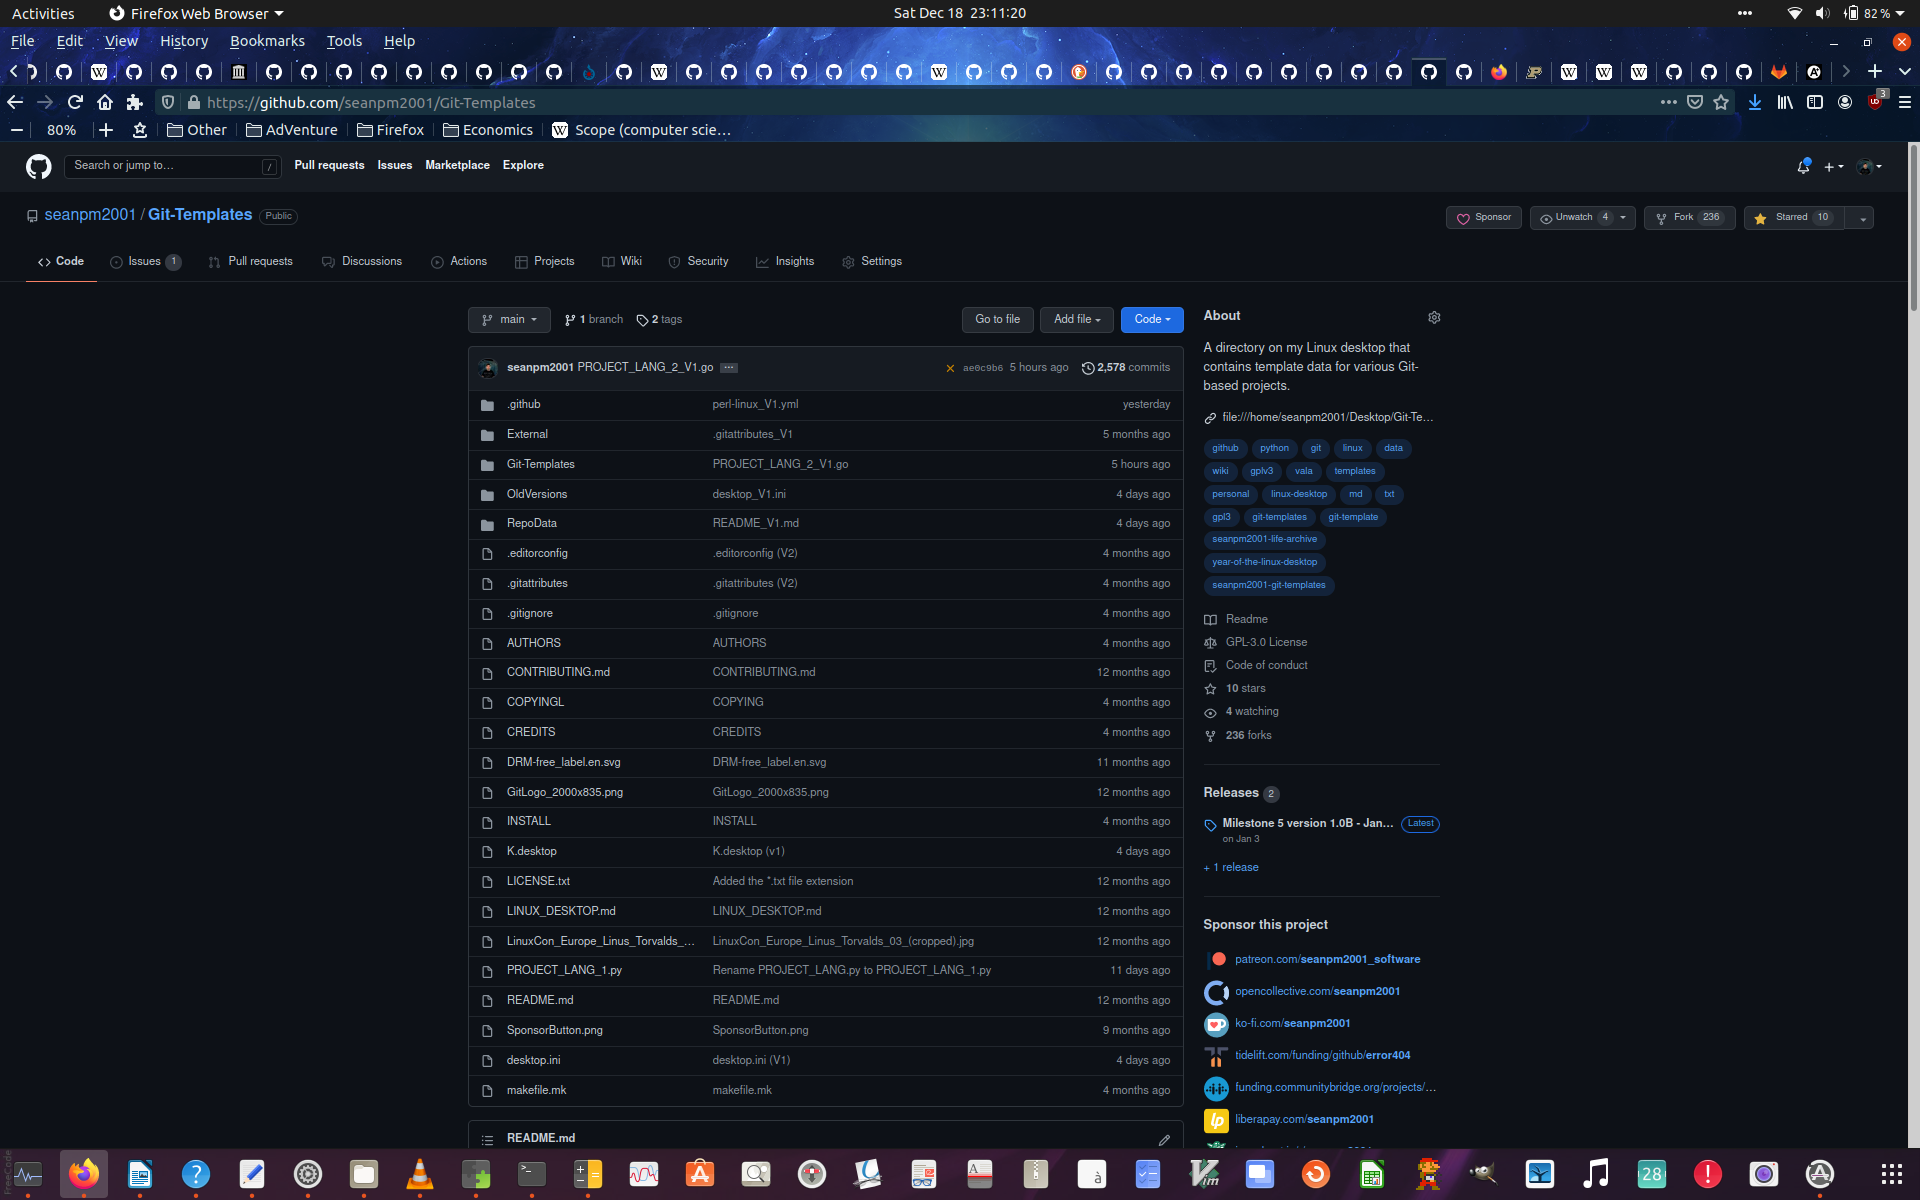 Activities Firefox Web Browser Sat Dec 18 23:11:20 82 %
File Edit View History Bookmarks Tools Help
https://github.com/seanpm2001/Git-Templates 3
80% Other AdVenture Firefox Economics Scope (computer scie…
Search or jump to… / Pull requests Issues Marketplace Explore
seanpm2001 / Git-Templates Public Sponsor Unwatch 4 Fork 236 Starred 10
Code Issues 1 Pull requests Discussions Actions Projects Wiki Security Insights Settings
main 1 branch 2 tags Go to file Add file Code
seanpm2001 PROJECT_LANG_2_V1.go ... ae0c9b6 5 hours ago 2,578 commits
.github perl-linux_V1.yml yesterday
External .gitattributes_V1 5 months ago
Git-Templates PROJECT_LANG_2_V1.go 5 hours ago
OldVersions desktop_V1.ini 4 days ago
RepoData README_V1.md 4 days ago
.editorconfig .editorconfig (V2) 4 months ago
.gitattributes .gitattributes (V2) 4 months ago
.gitignore .gitignore 4 months ago
AUTHORS AUTHORS 4 months ago
CONTRIBUTING.md CONTRIBUTING.md 12 months ago
COPYINGL COPYING 4 months ago
CREDITS CREDITS 4 months ago
DRM-free_label.en.svg DRM-free_label.en.svg 11 months ago
GitLogo_2000x835.png GitLogo_2000x835.png 12 months ago
INSTALL INSTALL 4 months ago
K.desktop K.desktop (v1) 4 days ago
LICENSE.txt Added the *.txt file extension 12 months ago
LINUX_DESKTOP.md LINUX_DESKTOP.md 12 months ago
LinuxCon_Europe_Linus_Torvalds_… LinuxCon_Europe_Linus_Torvalds_03_(cropped).jpg 12 months ago
PROJECT_LANG_1.py Rename PROJECT_LANG.py to PROJECT_LANG_1.py 11 days ago
README.md README.md 12 months ago
SponsorButton.png SponsorButton.png 9 months ago
desktop.ini desktop.ini (V1) 4 days ago
makefile.mk makefile.mk 4 months ago
README.md
About
A directory on my Linux desktop that
contains template data for various Git-
based projects.
file:///home/seanpm2001/Desktop/Git-Te…
github python git linux data
wiki gplv3 vala templates
personal linux-desktop md txt
gpl3 git-templates git-template
seanpm2001-life-archive
year-of-the-linux-desktop
seanpm2001-git-templates
Readme
GPL-3.0 License
Code of conduct
10 stars
4 watching
236 forks
Releases 2
Milestone 5 version 1.0B - Jan… Latest
on Jan 3
+ 1 release
Sponsor this project
patreon.com/seanpm2001_software
opencollective.com/seanpm2001
ko-fi.com/seanpm2001
tidelift.com/funding/github/error404
funding.communitybridge.org/projects/…
liberapay.com/seanpm2001
28